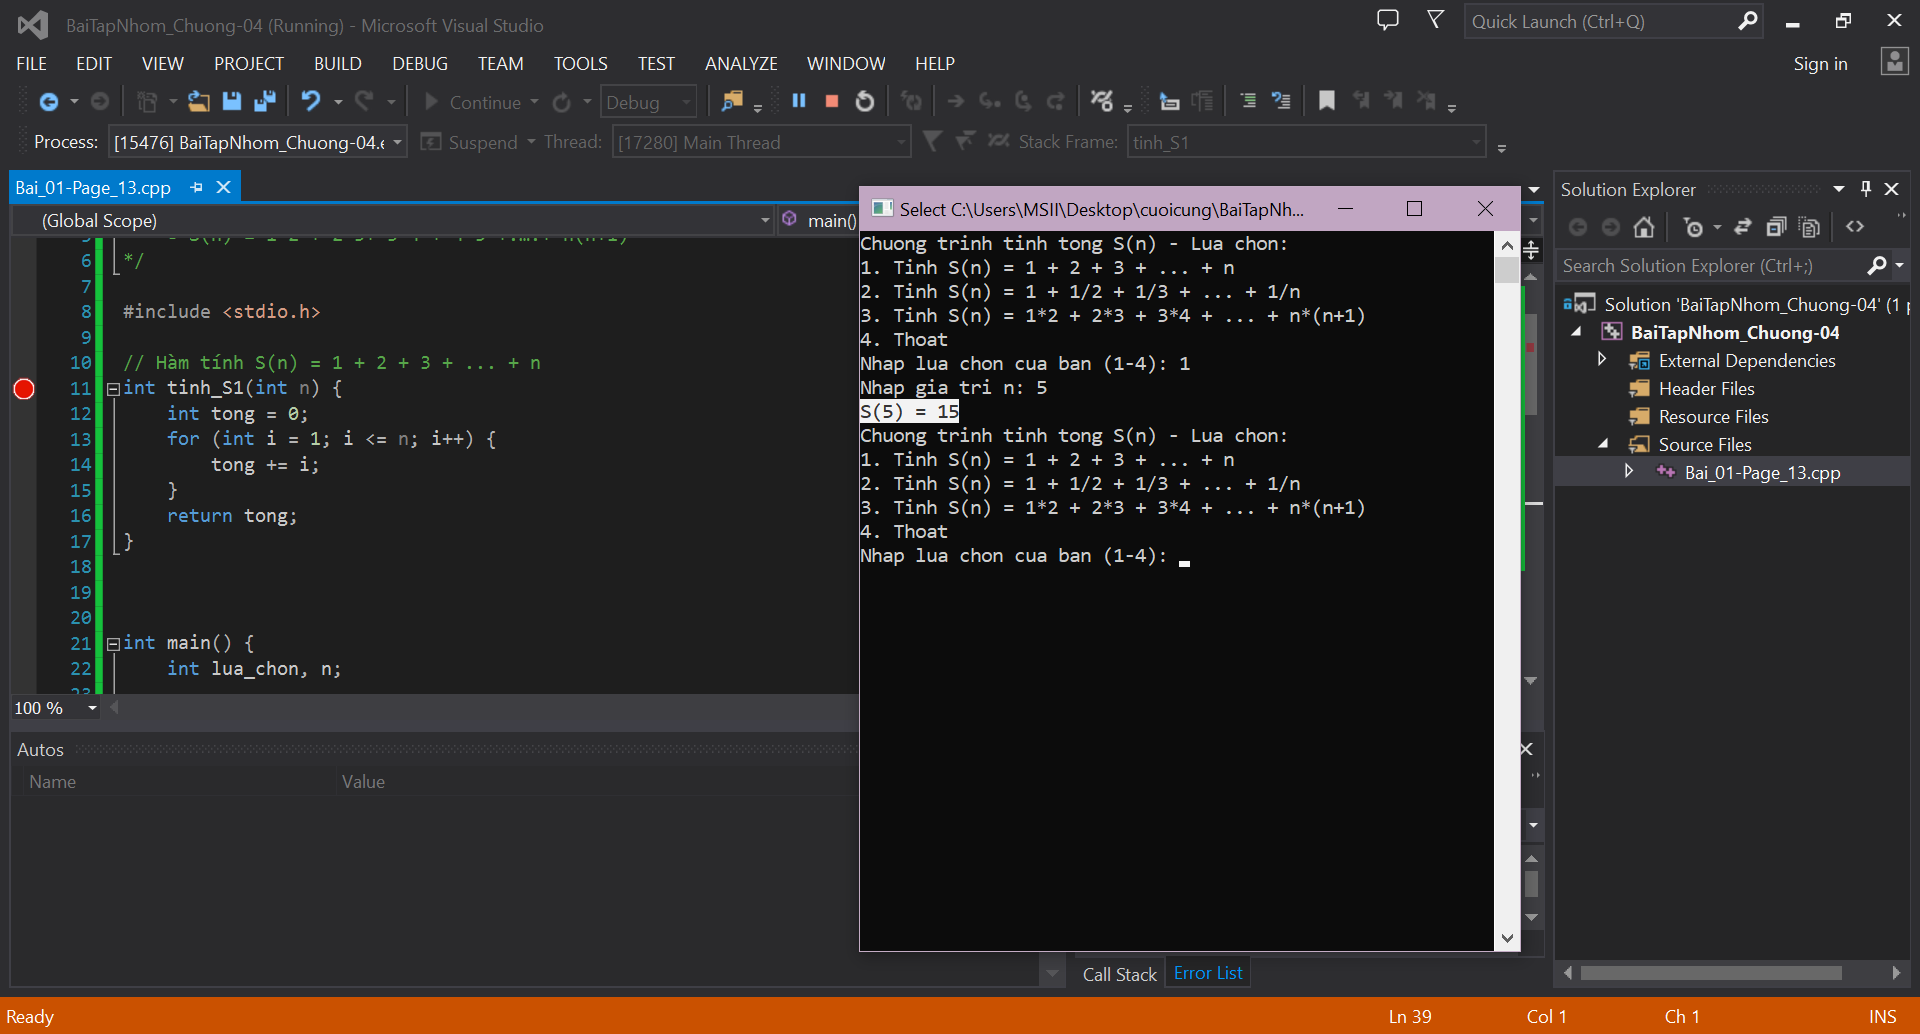 BaiTapNhom_Chuong-04 (Running) - Microsoft Visual Studio
Quick Launch (Ctrl+Q)
FILE EDIT VIEW PROJECT BUILD DEBUG TEAM TOOLS TEST ANALYZE WINDOW HELP
Sign in
Continue Debug
Process: [15476] BaiTapNhom_Chuong-04.e Suspend Thread: [17280] Main Thread Stack Frame: tinh_S1
Bai_01-Page_13.cpp
(Global Scope) main()
6 */
7
8 #include <stdio.h>
9
10 // Hàm tính S(n) = 1 + 2 + 3 + ... + n
11 int tinh_S1(int n) {
12 int tong = 0;
13 for (int i = 1; i <= n; i++) {
14 tong += i;
15 }
16 return tong;
17 }
18
19
20
21 int main() {
22 int lua_chon, n;
23
100 %
Autos
Name Value
Select C:\Users\MSII\Desktop\cuoicung\BaiTapNh...
Chuong trinh tinh tong S(n) - Lua chon:
1. Tinh S(n) = 1 + 2 + 3 + ... + n
2. Tinh S(n) = 1 + 1/2 + 1/3 + ... + 1/n
3. Tinh S(n) = 1*2 + 2*3 + 3*4 + ... + n*(n+1)
4. Thoat
Nhap lua chon cua ban (1-4): 1
Nhap gia tri n: 5
S(5) = 15
Chuong trinh tinh tong S(n) - Lua chon:
1. Tinh S(n) = 1 + 2 + 3 + ... + n
2. Tinh S(n) = 1 + 1/2 + 1/3 + ... + 1/n
3. Tinh S(n) = 1*2 + 2*3 + 3*4 + ... + n*(n+1)
4. Thoat
Nhap lua chon cua ban (1-4): _
Call Stack Error List
Solution Explorer
Search Solution Explorer (Ctrl+;)
Solution 'BaiTapNhom_Chuong-04' (1 p
BaiTapNhom_Chuong-04
External Dependencies
Header Files
Resource Files
Source Files
Bai_01-Page_13.cpp
Ready Ln 39 Col 1 Ch 1 INS